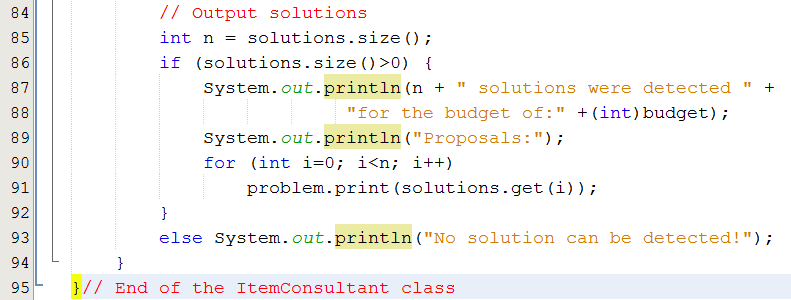 84 // Output solutions
85 int n = solutions.size();
86 if (solutions.size()>0) {
87 System.out.println(n + " solutions were detected " +
88 "for the budget of:" +(int)budget);
89 System.out.println("Proposals:");
90 for (int i=0; i<n; i++)
91 problem.print(solutions.get(i));
92 }
93 else System.out.println("No solution can be detected!");
94 }
95 }// End of the ItemConsultant class